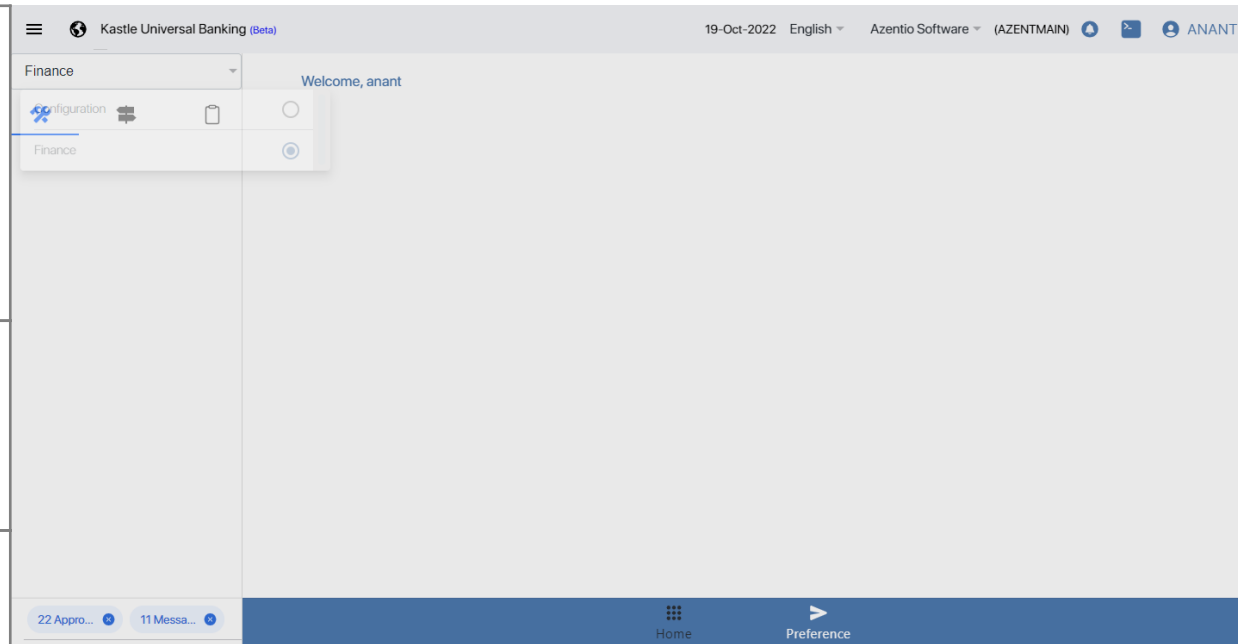 Kastle Universal Banking (Beta)
19-Oct-2022 English Azentio Software (AZENTMAIN) ANANT
Finance
Welcome, anant
Configuration
Finance
22 Appro... 11 Messa...
Home Preference